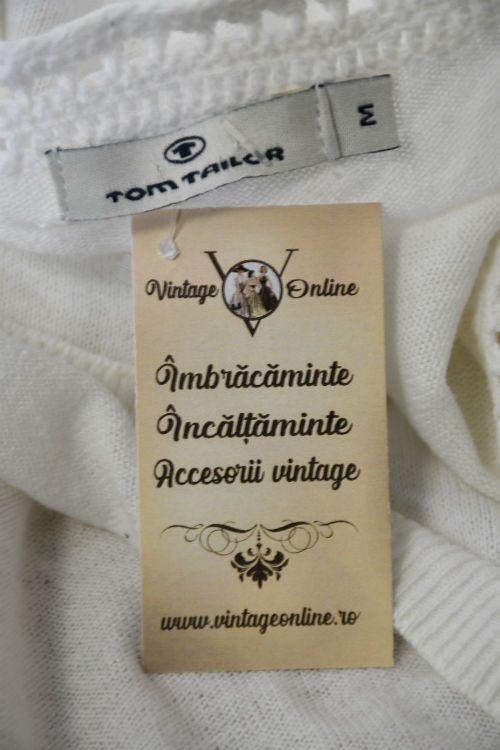 T
TOM TAILOR
M
V
Vintage Online
Îmbrăcăminte
Încălțăminte
Accesorii vintage
www.vintageonline.ro